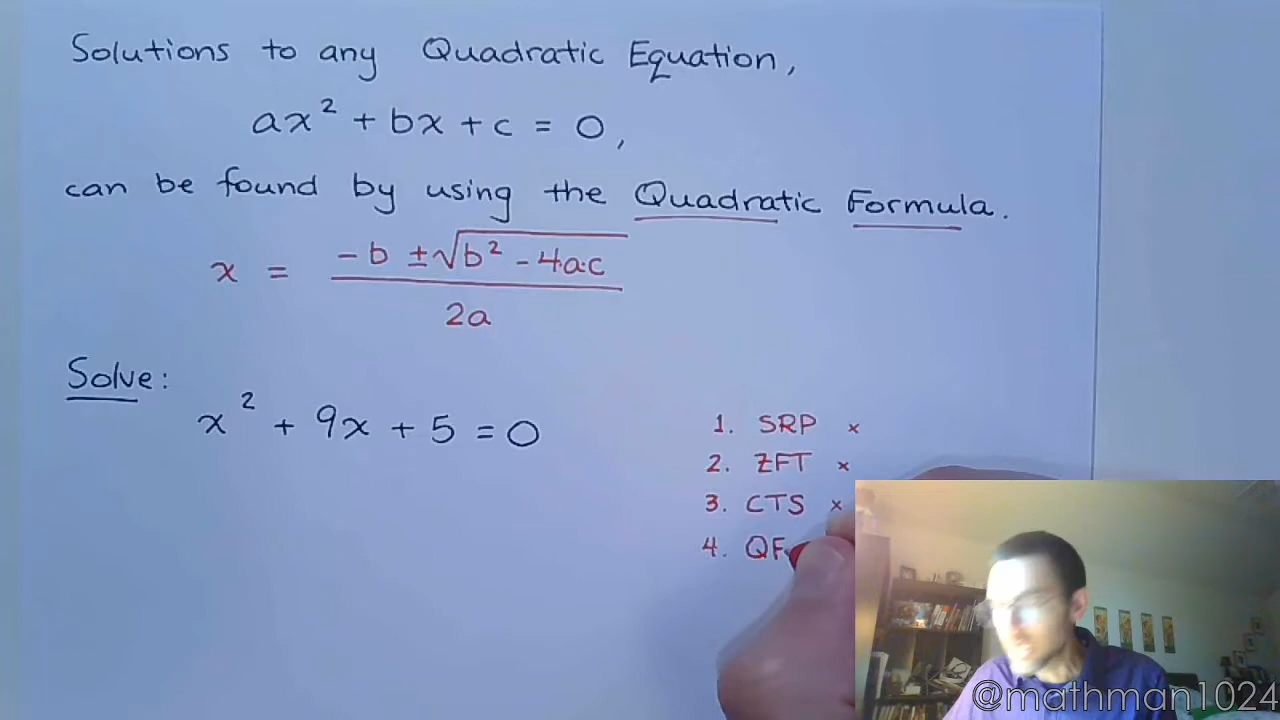 Solutions to any Quadratic Equation,
ax² + bx + c = 0,
can be found by using the Quadratic Formula.
x = (-b ±√(b² - 4·a·c))/(2a)
Solve:
x² + 9x + 5 = 0
1. SRP ×
2. ZFT ×
3. CTS ×
4. QF
@mathman1024